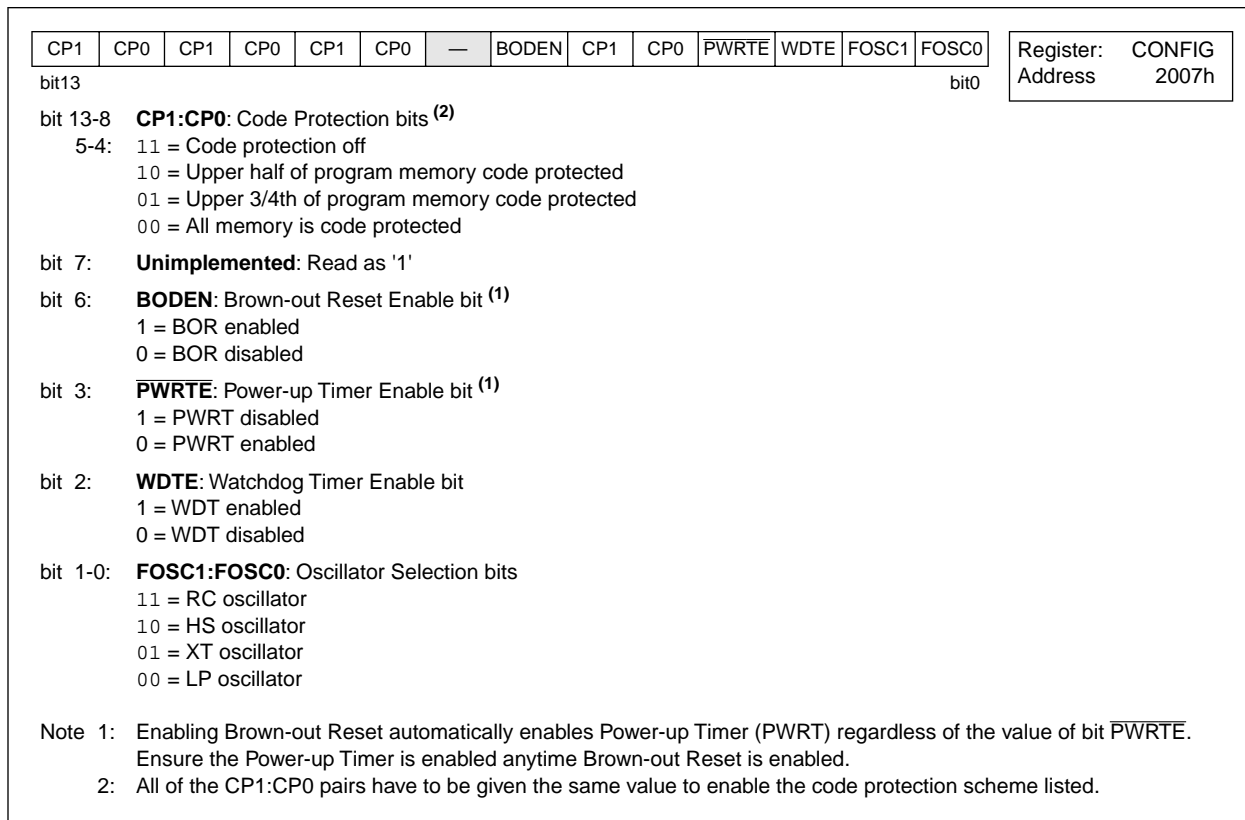 CP1 CP0 CP1 CP0 CP1 CP0 — BODEN CP1 CP0 PWRTE WDTE FOSC1 FOSC0
Register: CONFIG
Address 2007h
bit13 bit0
bit 13-8 CP1:CP0: Code Protection bits (2)
5-4: 11 = Code protection off
10 = Upper half of program memory code protected
01 = Upper 3/4th of program memory code protected
00 = All memory is code protected
bit 7: Unimplemented: Read as '1'
bit 6: BODEN: Brown-out Reset Enable bit (1)
1 = BOR enabled
0 = BOR disabled
bit 3: PWRTE: Power-up Timer Enable bit (1)
1 = PWRT disabled
0 = PWRT enabled
bit 2: WDTE: Watchdog Timer Enable bit
1 = WDT enabled
0 = WDT disabled
bit 1-0: FOSC1:FOSC0: Oscillator Selection bits
11 = RC oscillator
10 = HS oscillator
01 = XT oscillator
00 = LP oscillator
Note 1: Enabling Brown-out Reset automatically enables Power-up Timer (PWRT) regardless of the value of bit PWRTE.
Ensure the Power-up Timer is enabled anytime Brown-out Reset is enabled.
2: All of the CP1:CP0 pairs have to be given the same value to enable the code protection scheme listed.